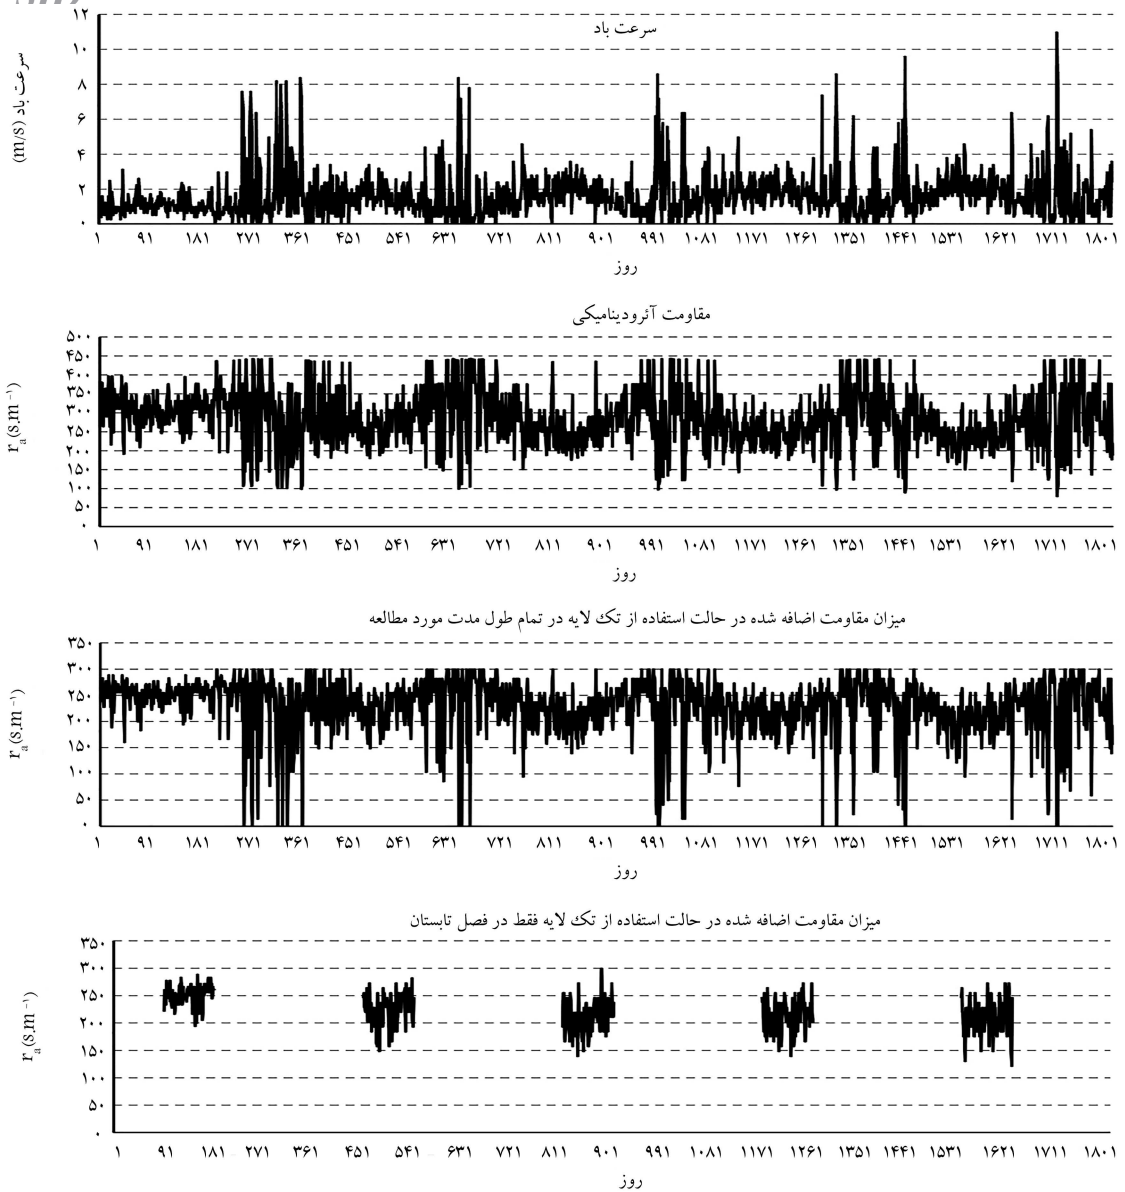 سرعت باد
سرعت باد (m/s)
۱۲
۱۰
۸
۶
۴
۲
۰
۱ ۹۱ ۱۸۱ ۲۷۱ ۳۶۱ ۴۵۱ ۵۴۱ ۶۳۱ ۷۲۱ ۸۱۱ ۹۰۱ ۹۹۱ ۱۰۸۱ ۱۱۷۱ ۱۲۶۱ ۱۳۵۱ ۱۴۴۱ ۱۵۳۱ ۱۶۲۱ ۱۷۱۱ ۱۸۰۱
روز
مقاومت آئرودینامیکی
rₐ (s.m⁻¹)
۵۰۰
۴۵۰
۴۰۰
۳۵۰
۳۰۰
۲۵۰
۲۰۰
۱۵۰
۱۰۰
۵۰
۰
۱ ۹۱ ۱۸۱ ۲۷۱ ۳۶۱ ۴۵۱ ۵۴۱ ۶۳۱ ۷۲۱ ۸۱۱ ۹۰۱ ۹۹۱ ۱۰۸۱ ۱۱۷۱ ۱۲۶۱ ۱۳۵۱ ۱۴۴۱ ۱۵۳۱ ۱۶۲۱ ۱۷۱۱ ۱۸۰۱
روز
میزان مقاومت اضافه شده در حالت استفاده از تک لایه در تمام طول مدت مورد مطالعه
rₐ (s.m⁻¹)
۳۵۰
۳۰۰
۲۵۰
۲۰۰
۱۵۰
۱۰۰
۵۰
۰
۱ ۹۱ ۱۸۱ ۲۷۱ ۳۶۱ ۴۵۱ ۵۴۱ ۶۳۱ ۷۲۱ ۸۱۱ ۹۰۱ ۹۹۱ ۱۰۸۱ ۱۱۷۱ ۱۲۶۱ ۱۳۵۱ ۱۴۴۱ ۱۵۳۱ ۱۶۲۱ ۱۷۱۱ ۱۸۰۱
روز
میزان مقاومت اضافه شده در حالت استفاده از تک لایه فقط در فصل تابستان
rₐ (s.m⁻¹)
۳۵۰
۳۰۰
۲۵۰
۲۰۰
۱۵۰
۱۰۰
۵۰
۰
۱ ۹۱ ۱۸۱ ۲۷۱ ۳۶۱ ۴۵۱ ۵۴۱ ۶۳۱ ۷۲۱ ۸۱۱ ۹۰۱ ۹۹۱ ۱۰۸۱ ۱۱۷۱ ۱۲۶۱ ۱۳۵۱ ۱۴۴۱ ۱۵۳۱ ۱۶۲۱ ۱۷۱۱ ۱۸۰۱
روز